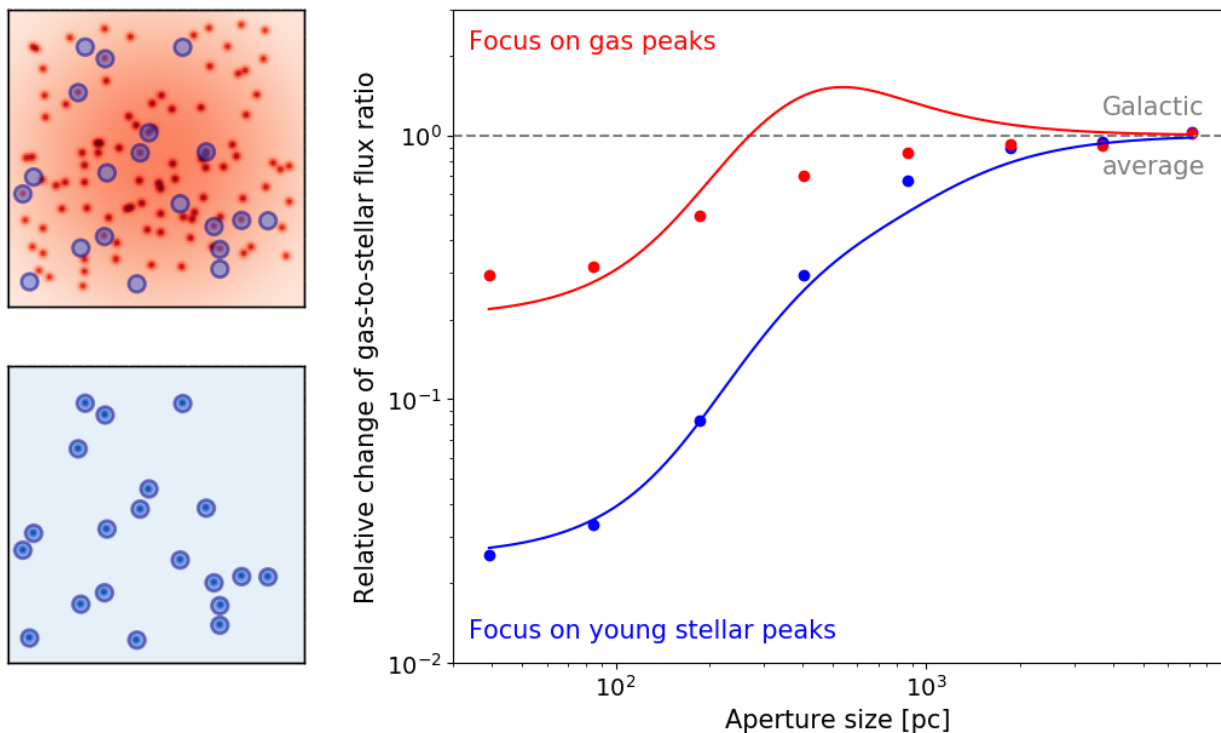 Focus on gas peaks
Galactic
average
Focus on young stellar peaks
Relative change of gas-to-stellar flux ratio
10⁰
10⁻¹
10⁻²
10²
10³
Aperture size [pc]